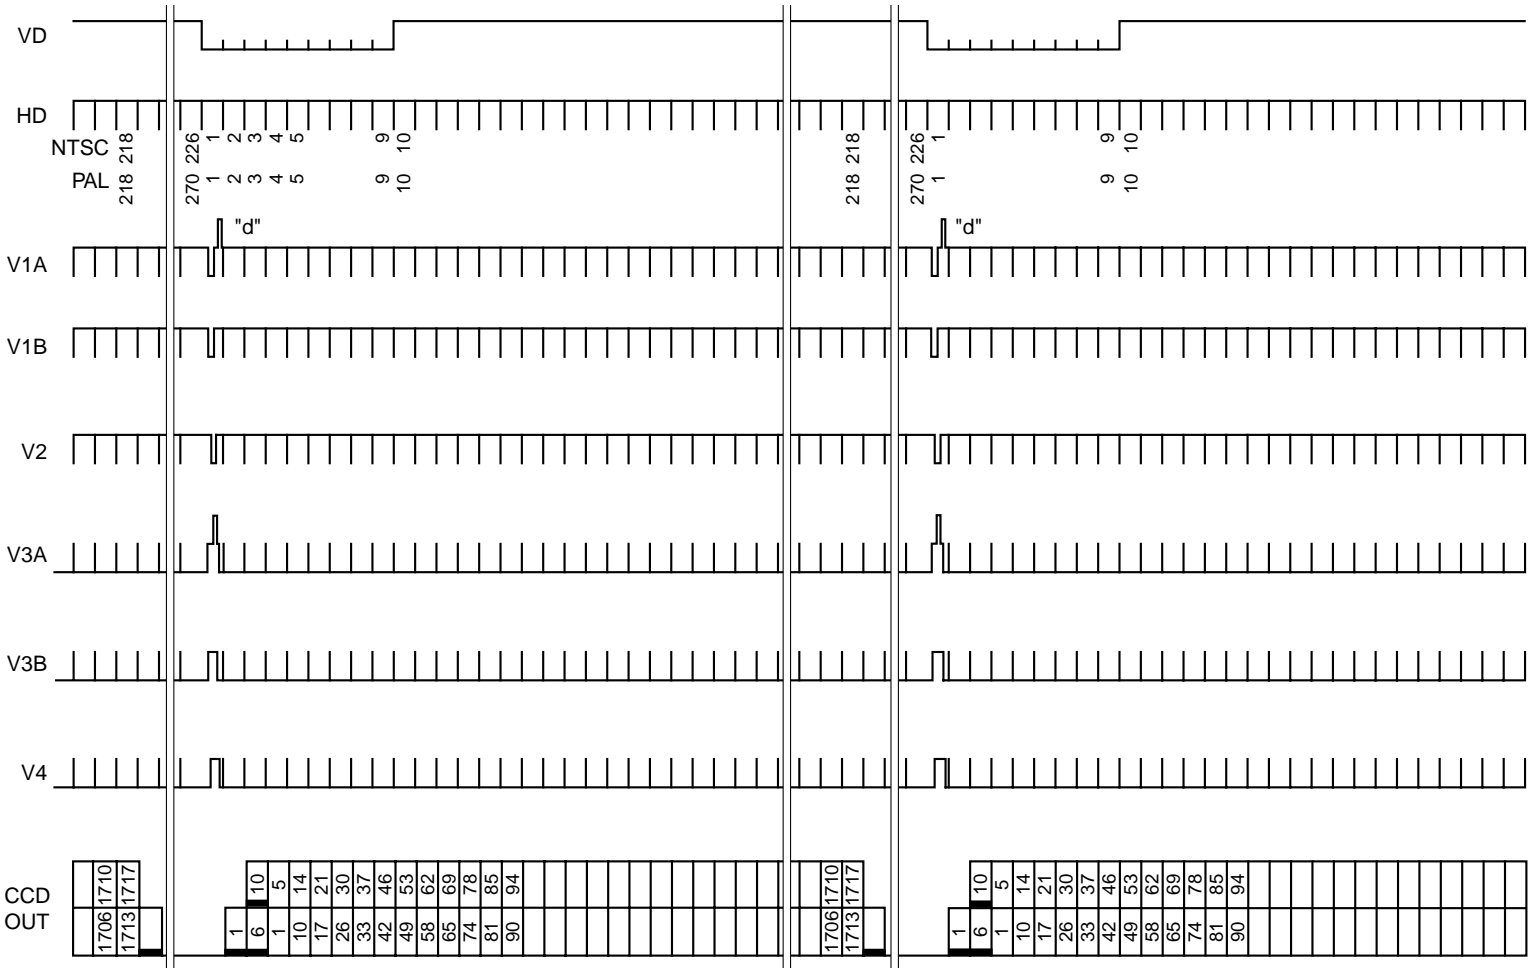 VD
HD
NTSC 218 226 1 2 3 4 5 9 10 218 226 1 9 10
PAL 218 270 1 2 3 4 5 9 10 218 270 1 9 10
"d" "d"
V1A
V1B
V2
V3A
V3B
V4
CCD
OUT
1710 1717 10 5 14 21 30 37 46 53 62 69 78 85 94 1710 1717 10 5 14 21 30 37 46 53 62 69 78 85 94
1706 1713 1 6 1 10 17 26 33 42 49 58 65 74 81 90 1706 1713 1 6 1 10 17 26 33 42 49 58 65 74 81 90